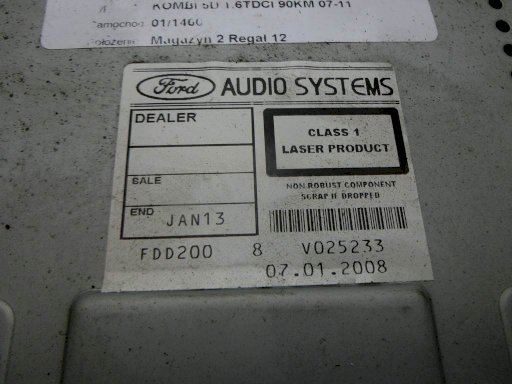 KOMBI 5D 1.6TDCI 90KM 07-11
01/1460
Magazyn 2 Regał 12
Ford AUDIO SYSTEMS
DEALER
CLASS 1
LASER PRODUCT
SALE
NON ROBUST COMPONENT
SCRAP IF DROPPED
END JAN13
FDD200 8 V025233
07.01.2008